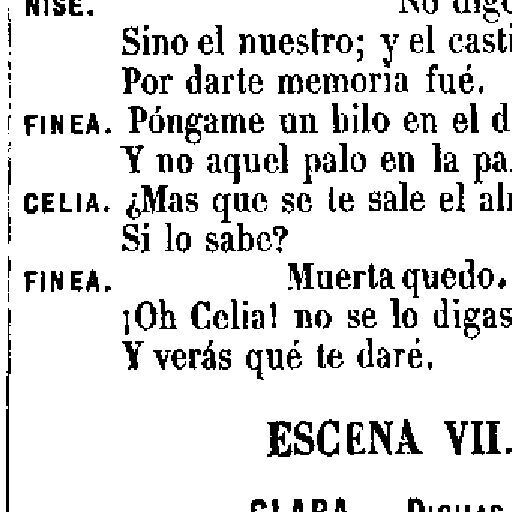 NISE. No digo
Sino el nuestro; y el casti
Por darte memoria fué.
FINEA. Póngame un hilo en el d
Y no aquel palo en la pa
CELIA. ¿Mas que se te sale el al
Si lo sabe?
FINEA. Muerta quedo.
¡Oh Celia! no se lo digas
Y verás qué te daré.
ESCENA VII.
CLARA. Dichas